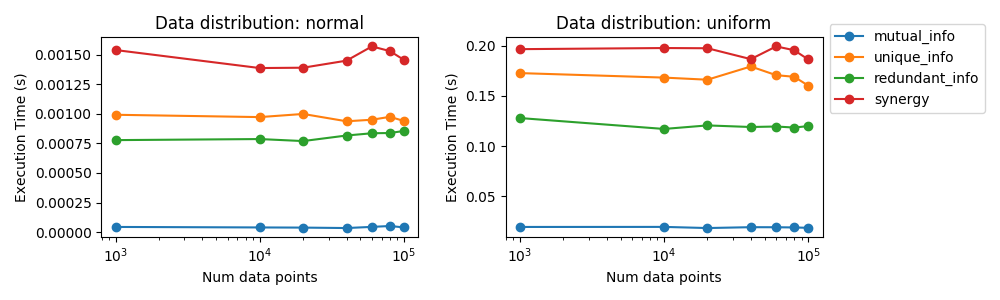 Data distribution: normal
Execution Time (s)
0.00150
0.00125
0.00100
0.00075
0.00050
0.00025
0.00000
10³
10⁴
10⁵
Num data points
Data distribution: uniform
Execution Time (s)
0.20
0.15
0.10
0.05
10³
10⁴
10⁵
Num data points
mutual_info
unique_info
redundant_info
synergy